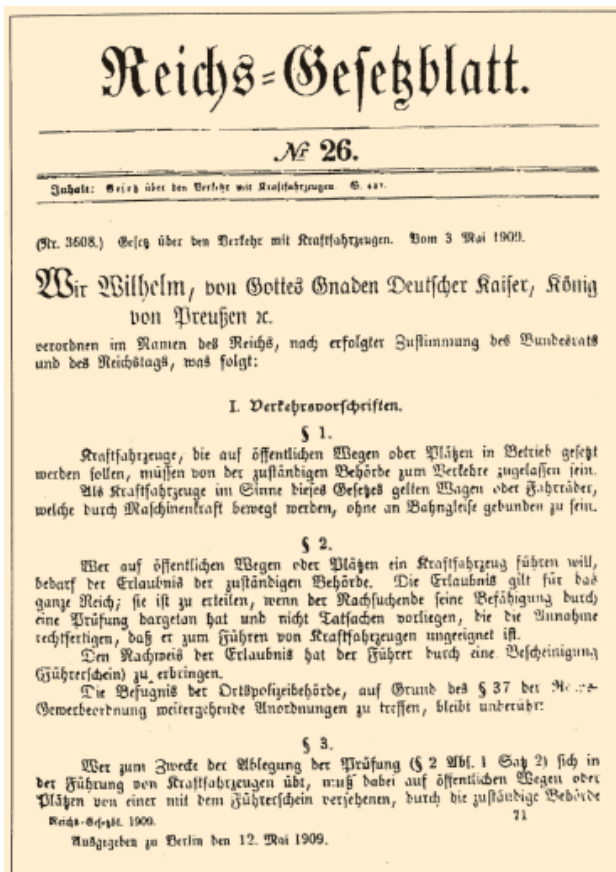 Reichs-Gesetzblatt.
№ 26.
Inhalt: Gesetz über den Verkehr mit Kraftfahrzeugen. S. 437.
(Nr. 3608.) Gesetz über den Verkehr mit Kraftfahrzeugen. Vom 3 Mai 1909.
Wir Wilhelm, von Gottes Gnaden Deutscher Kaiser, König
von Preußen ꝛc.
verordnen im Namen des Reichs, nach erfolgter Zustimmung des Bundesrats
und des Reichstags, was folgt:
I. Verkehrsvorschriften.
§ 1.
Kraftfahrzeuge, die auf öffentlichen Wegen oder Plätzen in Betrieb gesetzt
werden sollen, müssen von der zuständigen Behörde zum Verkehre zugelassen sein.
Als Kraftfahrzeuge im Sinne dieses Gesetzes gelten Wagen oder Fahrräder,
welche durch Maschinenkraft bewegt werden, ohne an Bahngleise gebunden zu sein.
§ 2.
Wer auf öffentlichen Wegen oder Plätzen ein Kraftfahrzeug führen will,
bedarf der Erlaubnis der zuständigen Behörde. Die Erlaubnis gilt für das
ganze Reich; sie ist zu erteilen, wenn der Nachsuchende seine Befähigung durch
eine Prüfung dargetan hat und nicht Tatsachen vorliegen, die die Annahme
rechtfertigen, daß er zum Führen von Kraftfahrzeugen ungeeignet ist.
Den Nachweis der Erlaubnis hat der Führer durch eine Bescheinigung
(Führerschein) zu erbringen.
Die Befugnis der Ortspolizeibehörde, auf Grund des § 37 der
Gewerbeordnung weitergehende Anordnungen zu treffen, bleibt
§ 3.
Wer zum Zwecke der Ablegung der Prüfung (§ 2 Abs. 1 Satz 2) sich in
der Führung von Kraftfahrzeugen übt, muß dabei auf öffentlichen Wegen oder
Plätzen von einer mit dem Führerschein versehenen, durch die zuständige Behörde
Reichs-Gesetzbl. 1909. 71
Ausgegeben zu Berlin den 12. Mai 1909.